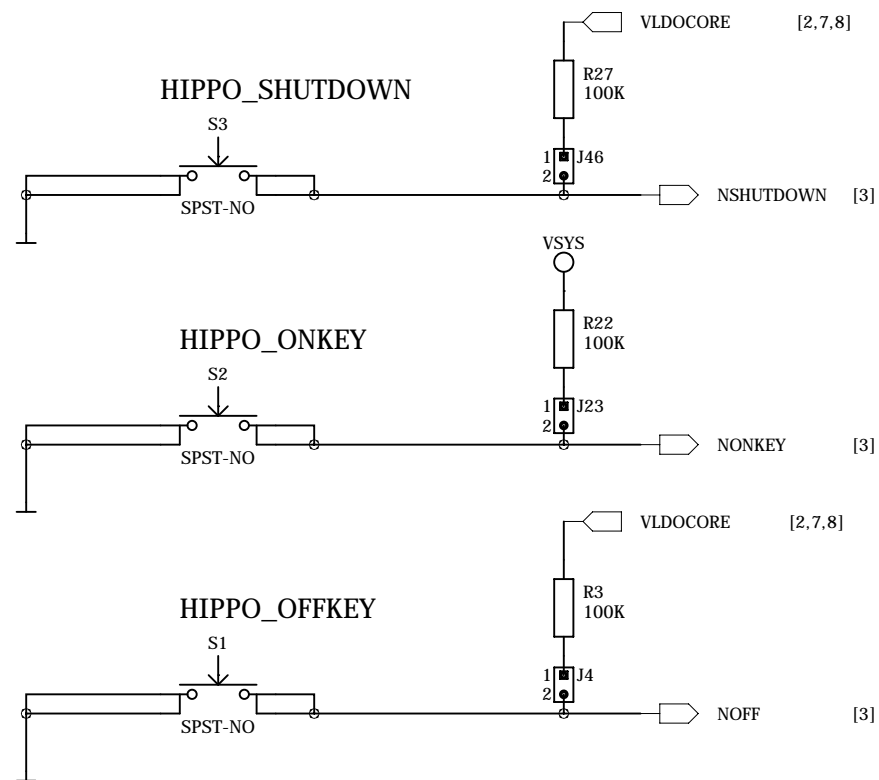 VLDOCORE [2,7,8]
R27
100K
HIPPO_SHUTDOWN
S3
1 J46
2
SPST-NO
NSHUTDOWN [3]
VSYS
R22
100K
HIPPO_ONKEY
S2
1 J23
2
SPST-NO
NONKEY [3]
VLDOCORE [2,7,8]
R3
100K
HIPPO_OFFKEY
S1
1 J4
2
SPST-NO
NOFF [3]